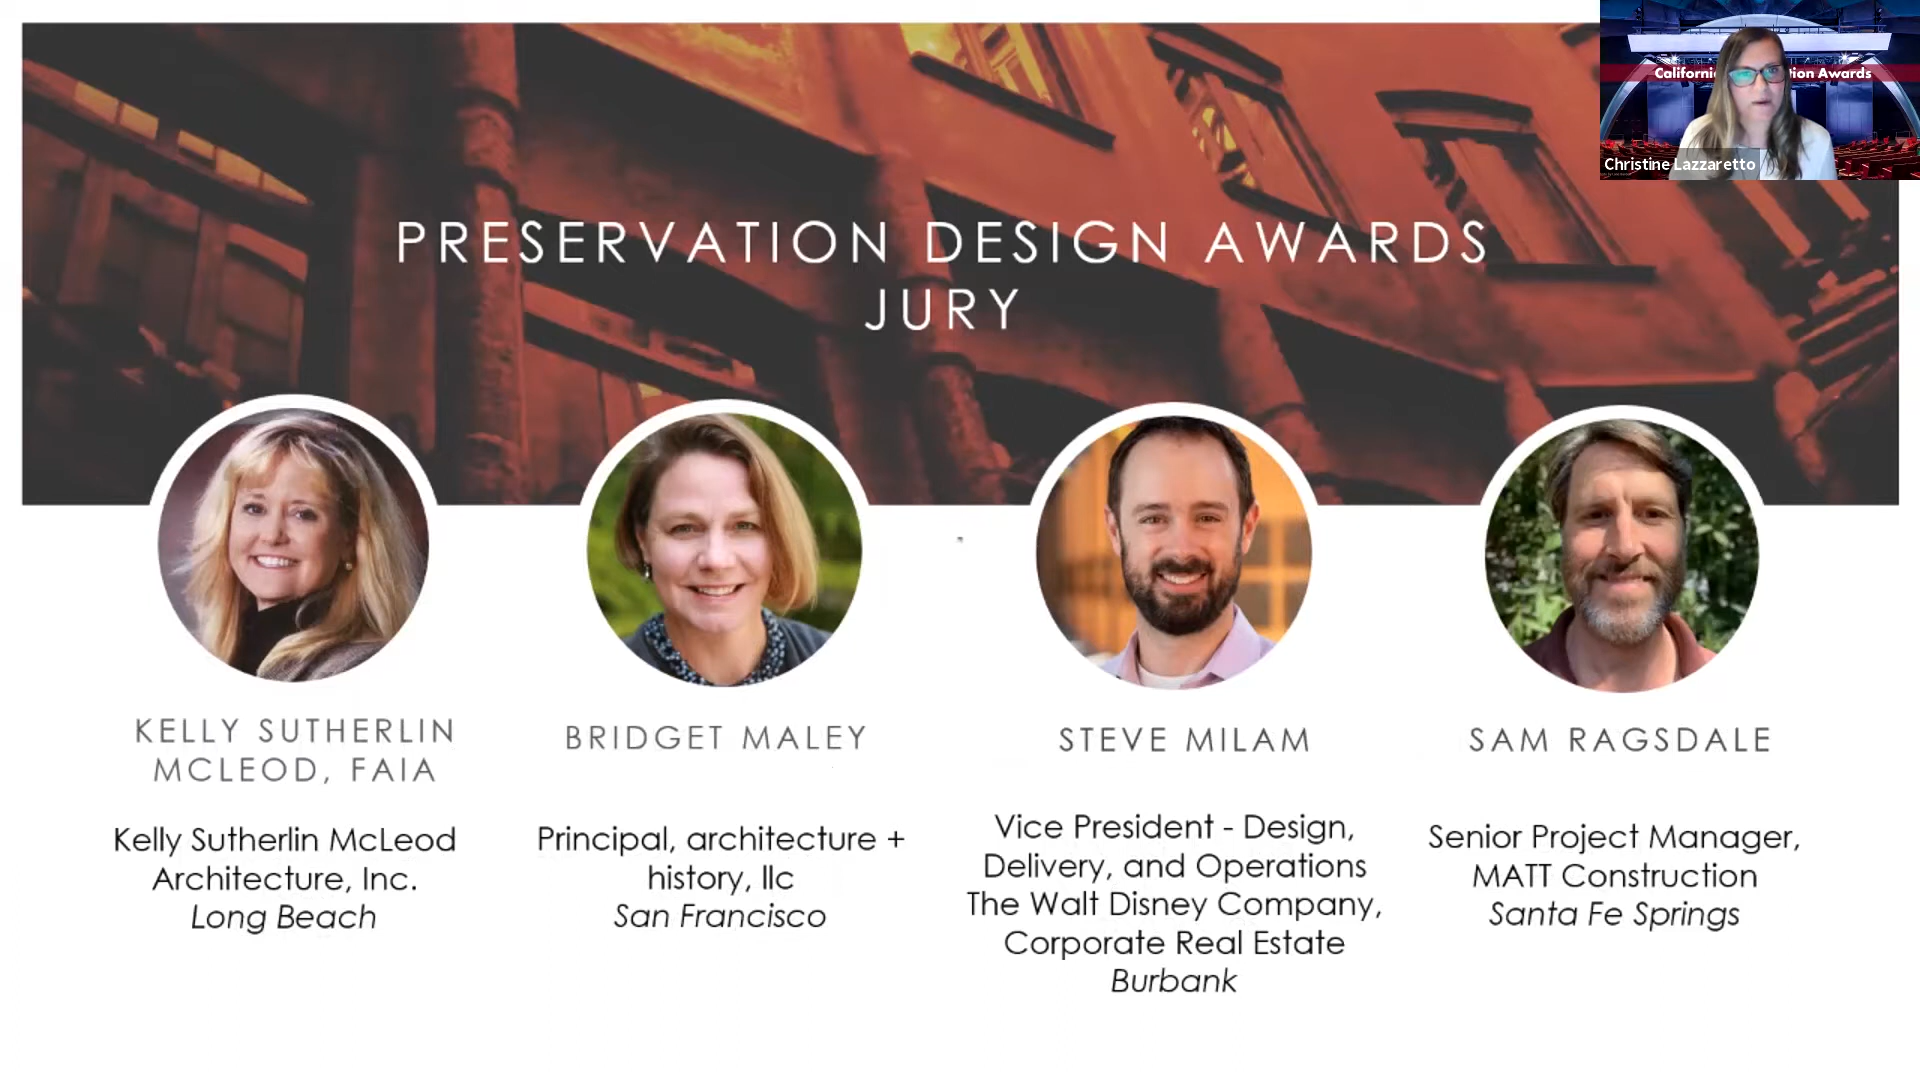 Californi ion Awards
Christine Lazzaretto
PRESERVATION DESIGN AWARDS
JURY
KELLY SUTHERLIN
MCLEOD, FAIA
Kelly Sutherlin McLeod
Architecture, Inc.
Long Beach
BRIDGET MALEY
Principal, architecture +
history, llc
San Francisco
STEVE MILAM
Vice President - Design,
Delivery, and Operations
The Walt Disney Company,
Corporate Real Estate
Burbank
SAM RAGSDALE
Senior Project Manager,
MATT Construction
Santa Fe Springs